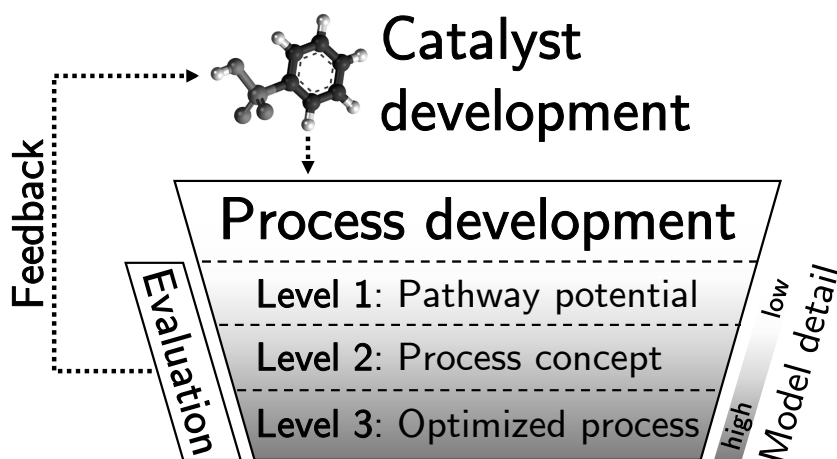 Catalyst
development
Feedback
Process development
Evaluation
Level 1: Pathway potential
Level 2: Process concept
Level 3: Optimized process
low
high
Model detail